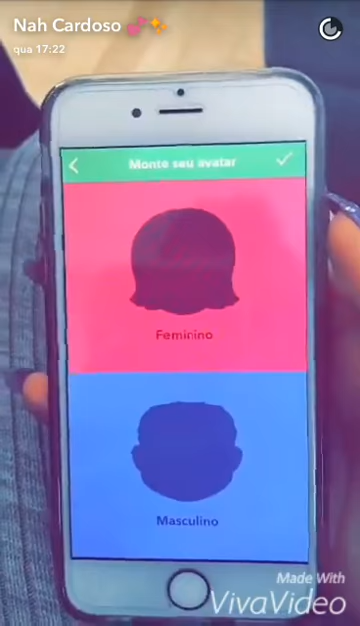 Nah Cardoso 💕✨
qua 17:22
Monte seu avatar
Feminino
Masculino
Made With
VivaVideo